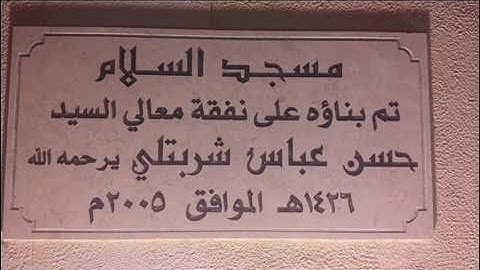 مسجد السلام
تم بناؤه على نفقة معالي السيد
حسن عباس شربتلي يرحمه الله
١٤٢٦هـ الموافق ٢٠٠٥م